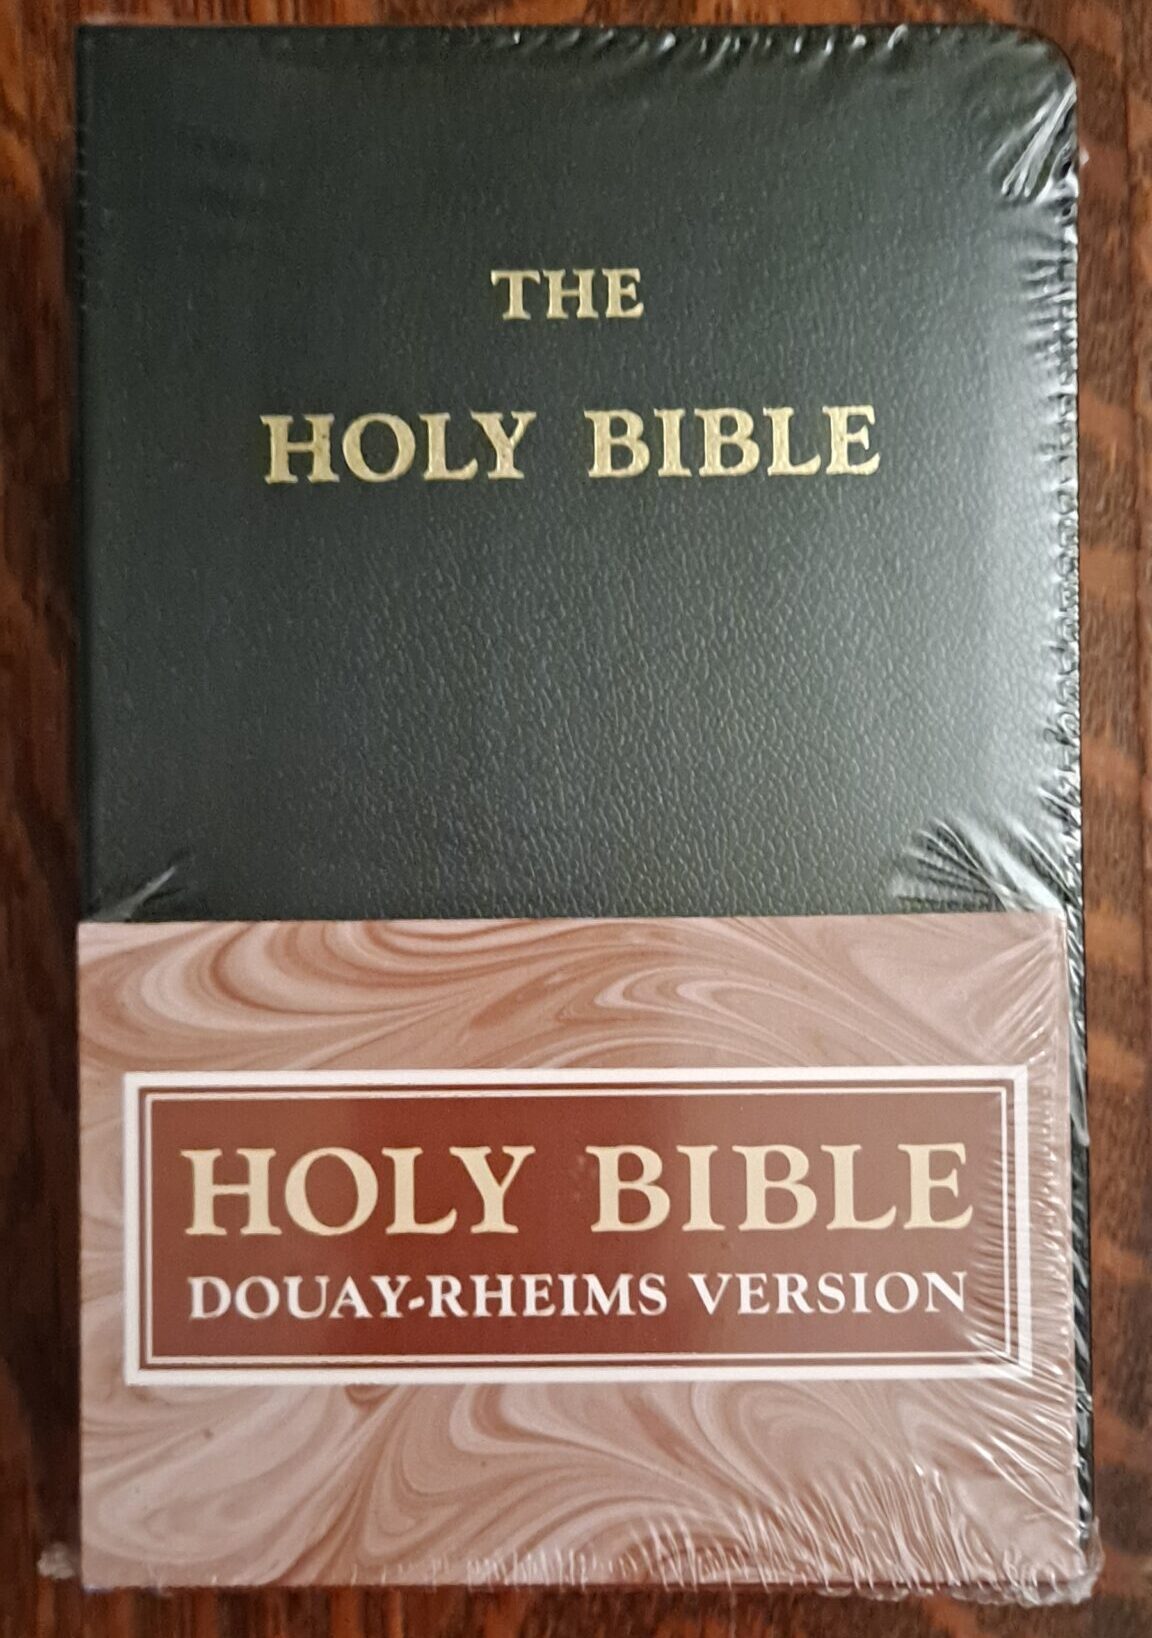 THE
HOLY BIBLE
HOLY BIBLE
DOUAY-RHEIMS VERSION